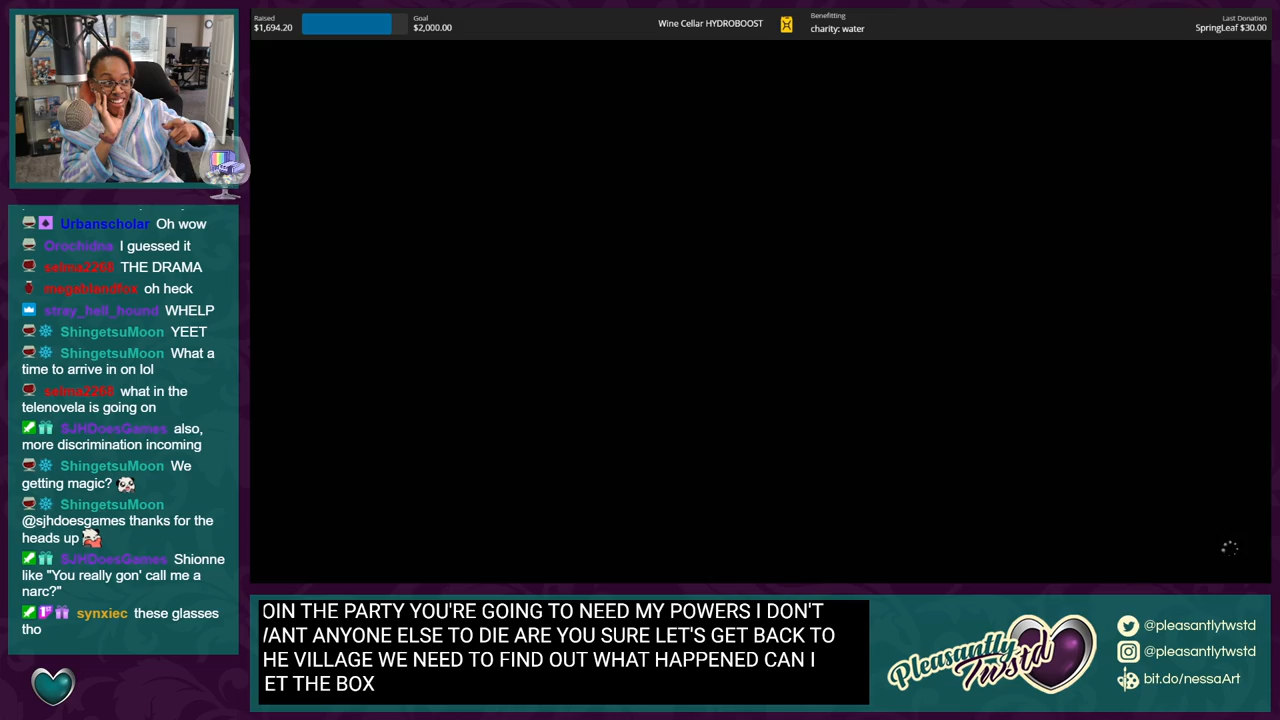 Raised
$1,694.20
Goal
$2,000.00
Wine Cellar HYDROBOOST
Benefitting
charity: water
Last Donation
SpringLeaf $30.00
Urbanscholar Oh wow
Orochidna I guessed it
selma2268 THE DRAMA
megablandfox oh heck
stray_hell_hound WHELP
ShingetsuMoon YEET
ShingetsuMoon What a
time to arrive in on lol
selma2268 what in the
telenovela is going on
SJHDoesGames also,
more discrimination incoming
ShingetsuMoon We
getting magic?
ShingetsuMoon
@sjhdoesgames thanks for the
heads up
SJHDoesGames Shionne
like "You really gon' call me a
narc?"
synxiec these glasses
tho
OIN THE PARTY YOU'RE GOING TO NEED MY POWERS I DON'T
ANT ANYONE ELSE TO DIE ARE YOU SURE LET'S GET BACK TO
HE VILLAGE WE NEED TO FIND OUT WHAT HAPPENED CAN I
ET THE BOX
Pleasantly
Twstd
@pleasantlytwstd
@pleasantlytwstd
bit.do/nessaArt